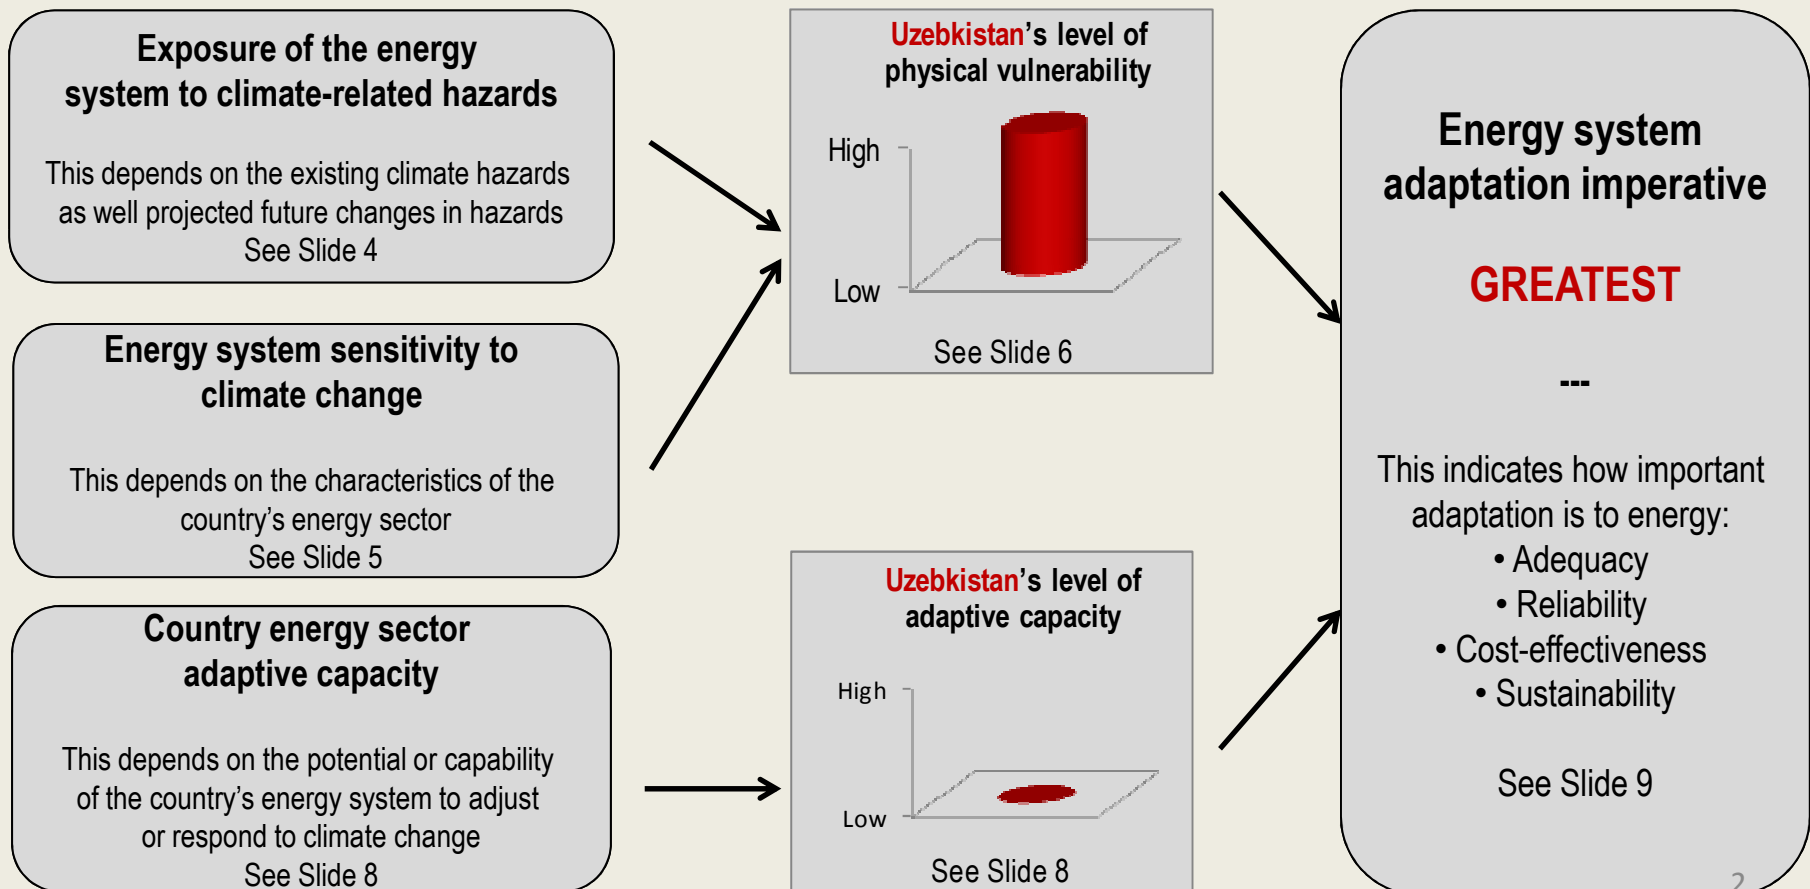 Exposure of the energy
system to climate-related hazards
This depends on the existing climate hazards
as well projected future changes in hazards
See Slide 4
Energy system sensitivity to
climate change
This depends on the characteristics of the
country’s energy sector
See Slide 5
Country energy sector
adaptive capacity
This depends on the potential or capability
of the country’s energy system to adjust
or respond to climate change
See Slide 8
Uzebkistan’s level of
physical vulnerability
High
Low
See Slide 6
Uzebkistan’s level of
adaptive capacity
High
Low
See Slide 8
Energy system
adaptation imperative
GREATEST
---
This indicates how important
adaptation is to energy:
• Adequacy
• Reliability
• Cost-effectiveness
• Sustainability
See Slide 9
2